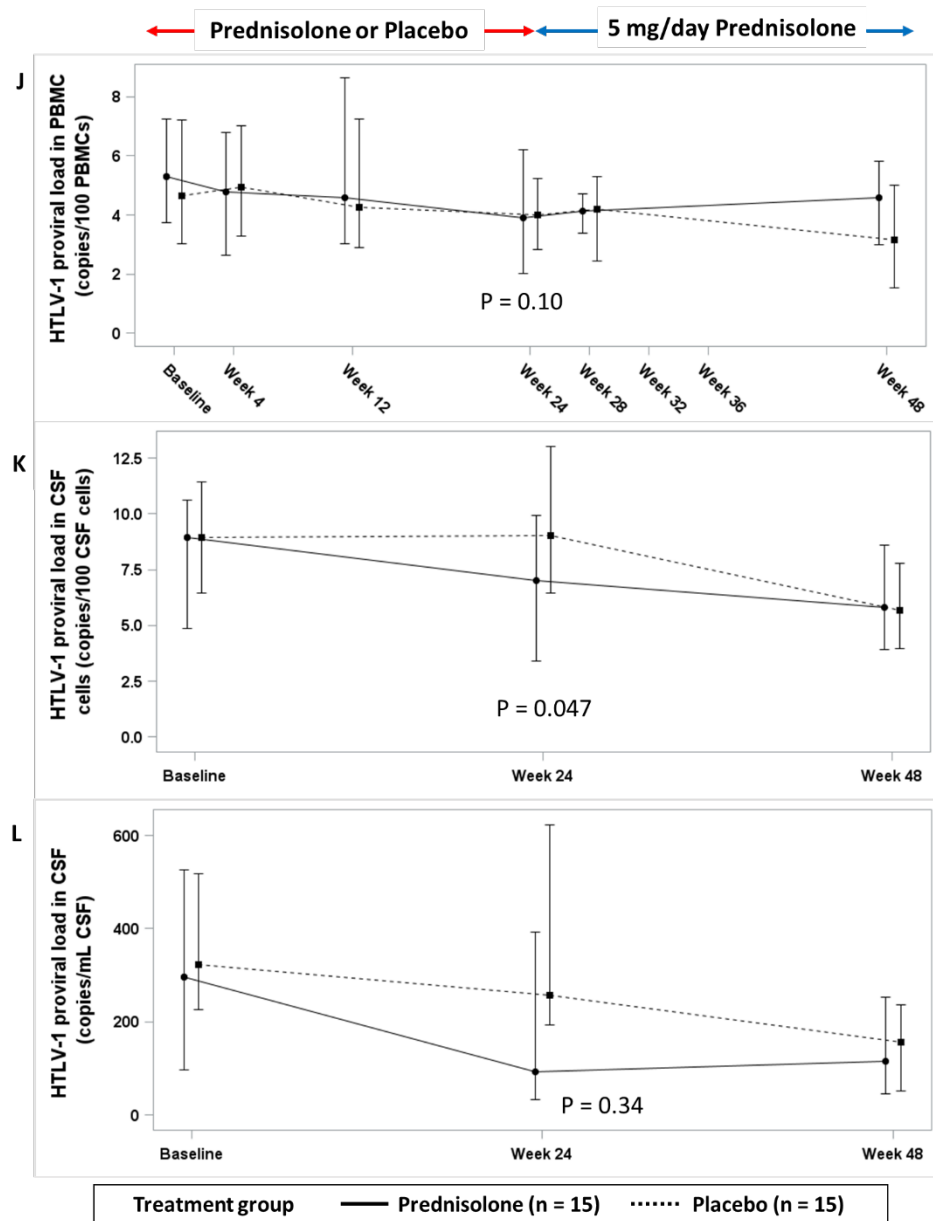 Prednisolone or Placebo
5 mg/day Prednisolone
J
HTLV-1 proviral load in PBMC
(copies/100 PBMCs)
8
6
4
2
0
P = 0.10
Baseline
Week 4
Week 12
Week 24
Week 28
Week 32
Week 36
Week 48
K
HTLV-1 proviral load in CSF
cells (copies/100 CSF cells)
12.5
10.0
7.5
5.0
2.5
0.0
P = 0.047
Baseline
Week 24
Week 48
L
HTLV-1 proviral load in CSF
(copies/mL CSF)
600
400
200
0
P = 0.34
Baseline
Week 24
Week 48
Treatment group
Prednisolone (n = 15)
Placebo (n = 15)